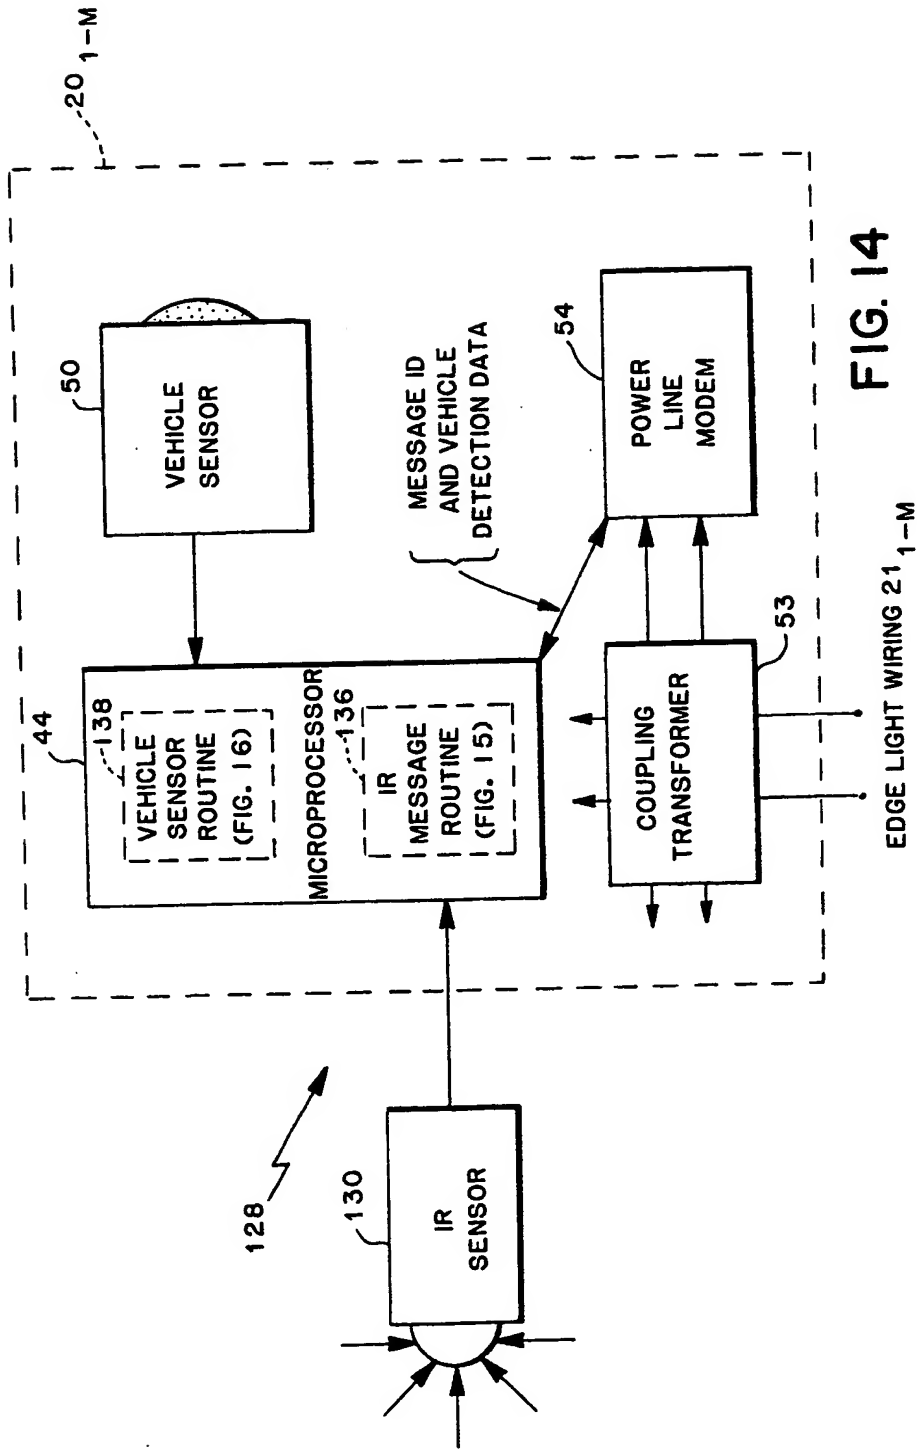 20 1-M
50
VEHICLE
SENSOR
44
138
VEHICLE
SENSOR
ROUTINE
(FIG. 16)
MICROPROCESSOR
136
IR
MESSAGE
ROUTINE
(FIG. 15)
MESSAGE ID
AND VEHICLE
DETECTION DATA
54
POWER
LINE
MODEM
53
COUPLING
TRANSFORMER
EDGE LIGHT WIRING 21 1-M
128
130
IR
SENSOR
FIG. 14